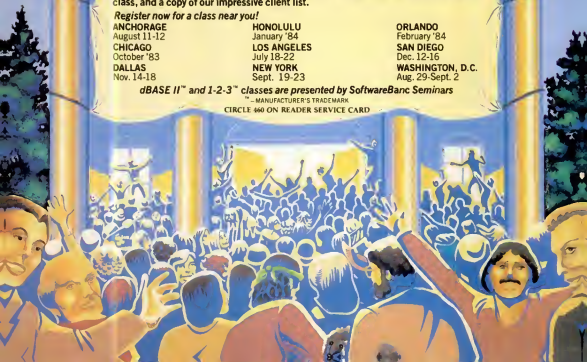 class, and a copy of our impressive client list.
Register now for a class near you!
ANCHORAGE
August 11-12
CHICAGO
October '83
DALLAS
Nov. 14-18
HONOLULU
January '84
LOS ANGELES
July 18-22
NEW YORK
Sept. 19-23
ORLANDO
February '84
SAN DIEGO
Dec. 12-16
WASHINGTON, D.C.
Aug. 29-Sept. 2
dBASE II™ and 1-2-3™ classes are presented by SoftwareBanc Seminars
™—MANUFACTURER'S TRADEMARK
CIRCLE 460 ON READER SERVICE CARD